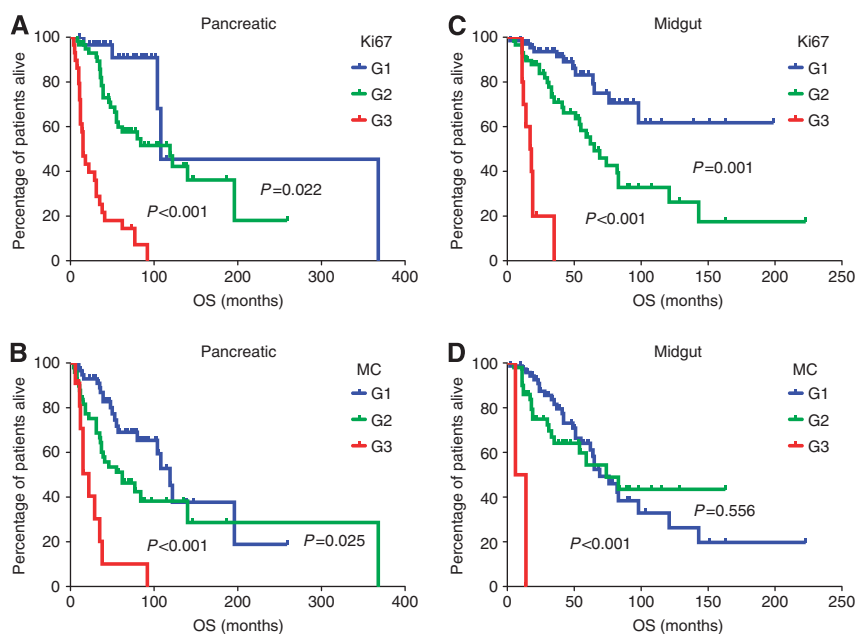 A
Pancreatic
Ki67
G1
G2
G3
Percentage of patients alive
100
80
60
40
20
0
P<0.001
P=0.022
0 100 200 300 400
OS (months)
C
Midgut
Ki67
G1
G2
G3
Percentage of patients alive
100
80
60
40
20
0
P=0.001
P<0.001
0 50 100 150 200 250
OS (months)
B
Pancreatic
MC
G1
G2
G3
Percentage of patients alive
100
80
60
40
20
0
P<0.001
P=0.025
0 100 200 300 400
OS (months)
D
Midgut
MC
G1
G2
G3
Percentage of patients alive
100
80
60
40
20
0
P=0.556
P<0.001
0 50 100 150 200 250
OS (months)